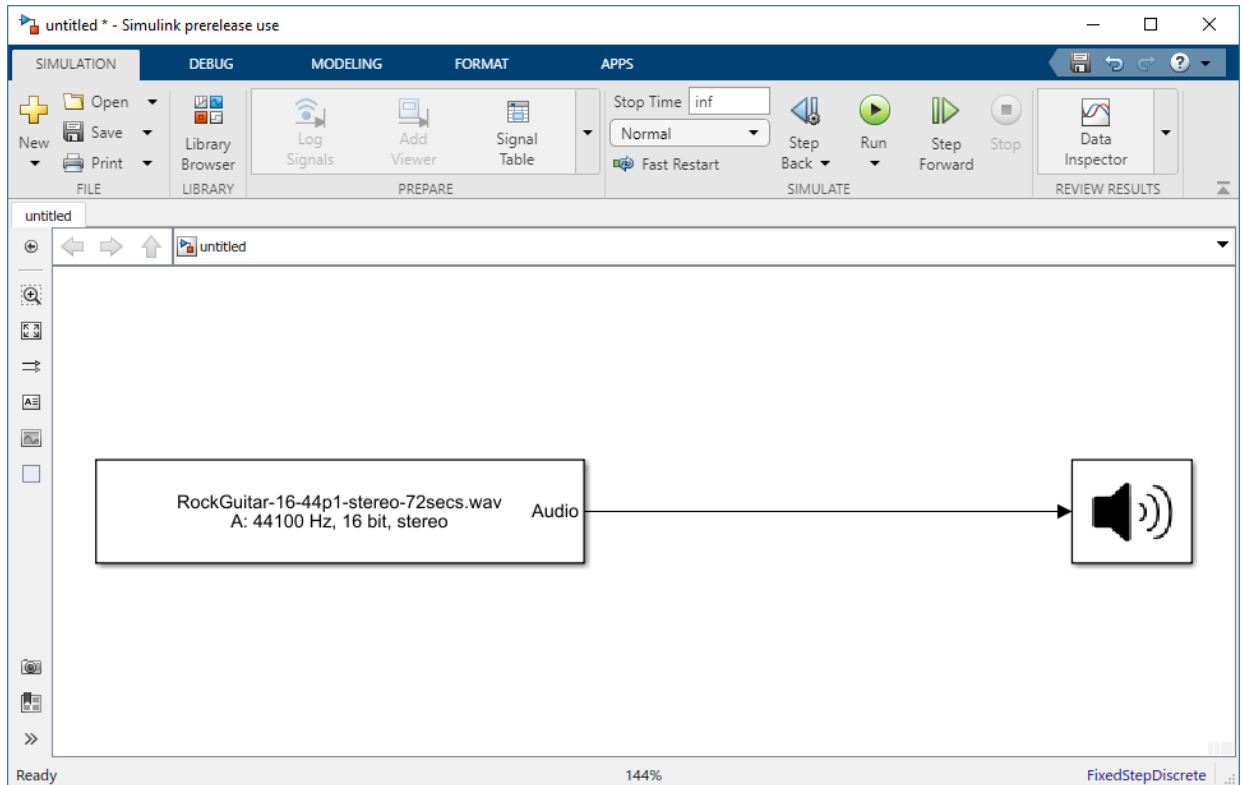 untitled * - Simulink prerelease use
SIMULATION DEBUG MODELING FORMAT APPS
?
New
Open
Save
Print
FILE
Library
Browser
LIBRARY
Log
Signals
Add
Viewer
Signal
Table
PREPARE
Stop Time inf
Normal
Fast Restart
Step
Back
Run
Step
Forward
Stop
SIMULATE
Data
Inspector
REVIEW RESULTS
untitled
untitled
A
RockGuitar-16-44p1-stereo-72secs.wav
A: 44100 Hz, 16 bit, stereo
Audio
Ready 144% FixedStepDiscrete